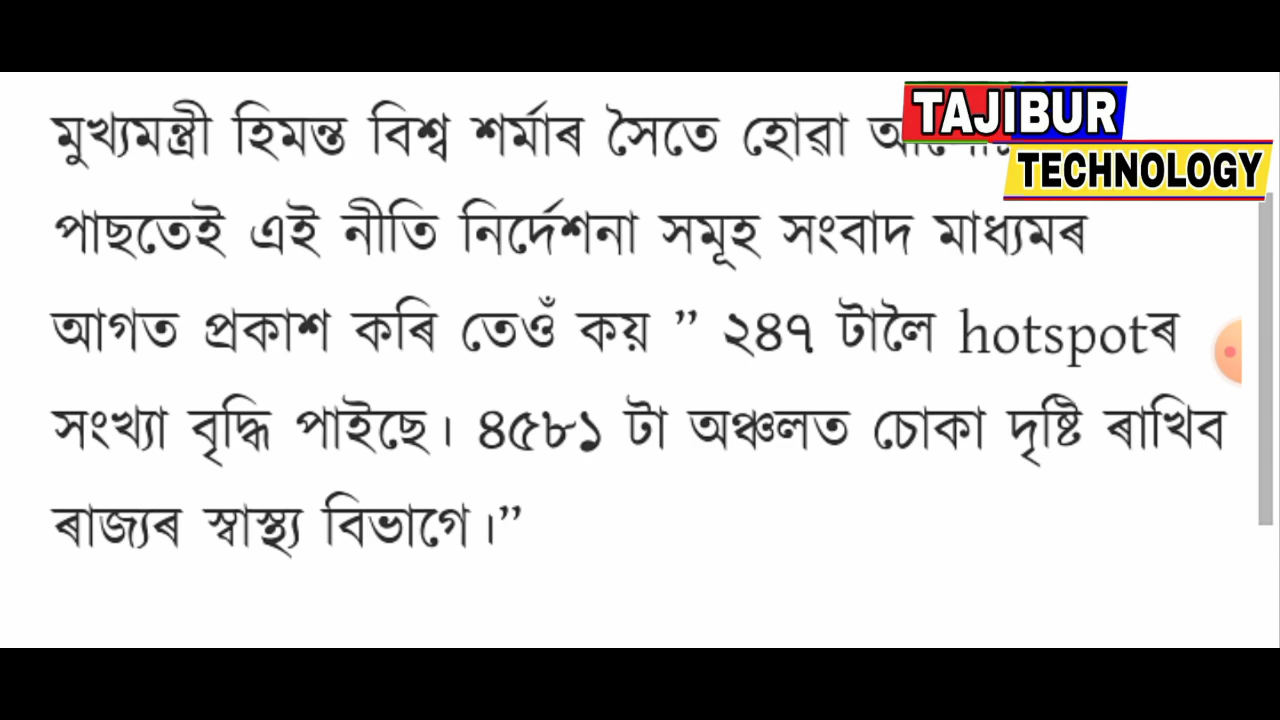 TAJIBUR
TECHNOLOGY
মুখ্যমন্ত্ৰী হিমন্ত বিশ্ব শৰ্মাৰ সৈতে হোৱা
পাছতেই এই নীতি নিৰ্দেশনা সমূহ সংবাদ মাধ্যমৰ
আগত প্ৰকাশ কৰি তেওঁ কয় ” ২৪৭ টালৈ hotspotৰ
সংখ্যা বৃদ্ধি পাইছে। ৪৫৮১ টা অঞ্চলত চোকা দৃষ্টি ৰাখিব
ৰাজ্যৰ স্বাস্থ্য বিভাগে।”